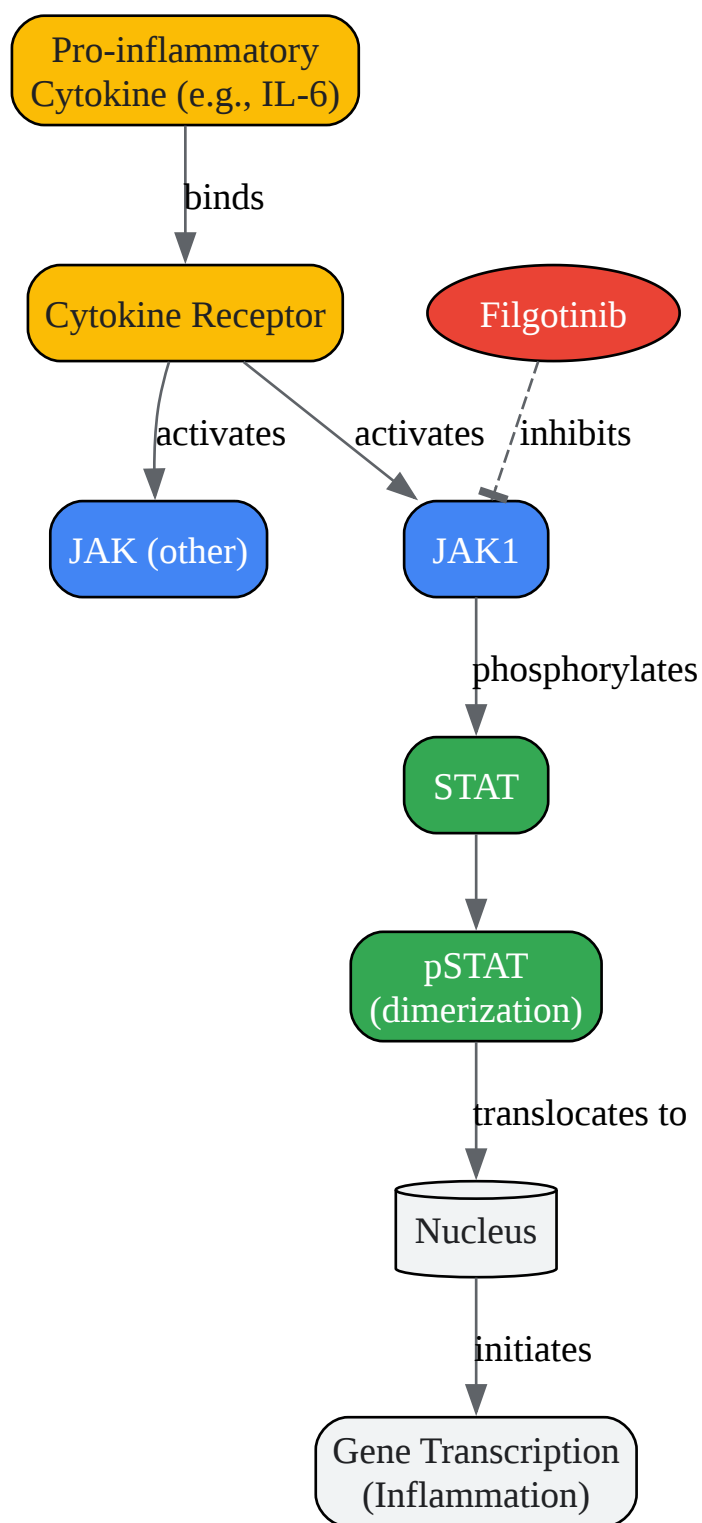 Pro-inflammatory
Cytokine (e.g., IL-6)
binds
Cytokine Receptor
Filgotinib
activates
activates
inhibits
JAK (other)
JAK1
phosphorylates
STAT
pSTAT
(dimerization)
translocates to
Nucleus
initiates
Gene Transcription
(Inflammation)